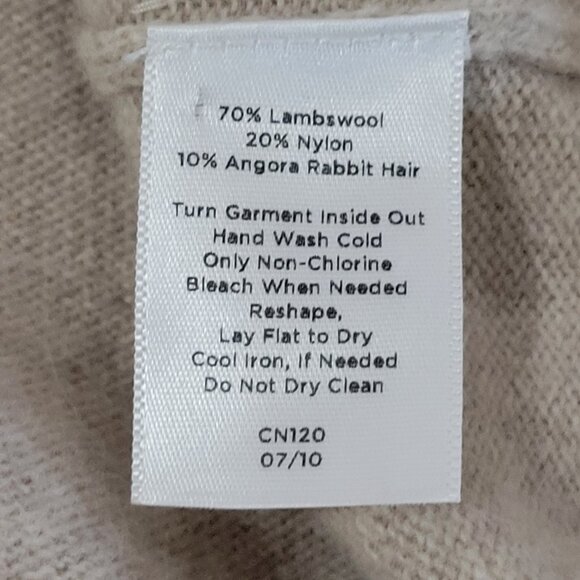 70% Lambswool
20% Nylon
10% Angora Rabbit Hair
Turn Garment Inside Out
Hand Wash Cold
Only Non-Chlorine
Bleach When Needed
Reshape,
Lay Flat to Dry
Cool Iron, If Needed
Do Not Dry Clean
CN120
07/10